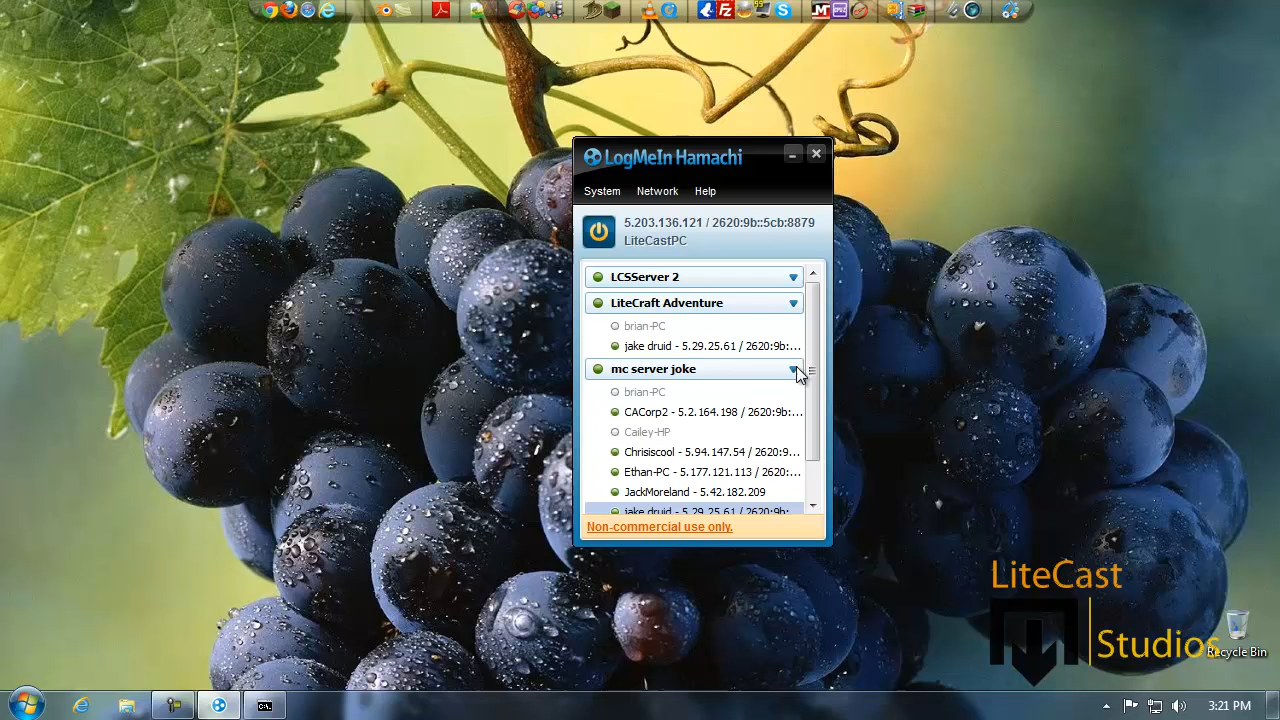 LogMeIn Hamachi
System Network Help
5.203.136.121 / 2620:9b::5cb:8879
LiteCastPC
LCSServer 2
LiteCraft Adventure
brian-PC
jake druid - 5.29.25.61 / 2620:9b:...
mc server joke
brian-PC
CACorp2 - 5.2.164.198 / 2620:9b:...
Cailey-HP
Chrisiscool - 5.94.147.54 / 2620:9...
Ethan-PC - 5.177.121.113 / 2620:...
JackMoreland - 5.42.182.209
jake druid - 5.29.25.61 / 2620:9b:
Non-commercial use only.
LiteCast
Studios
Recycle Bin
3:21 PM